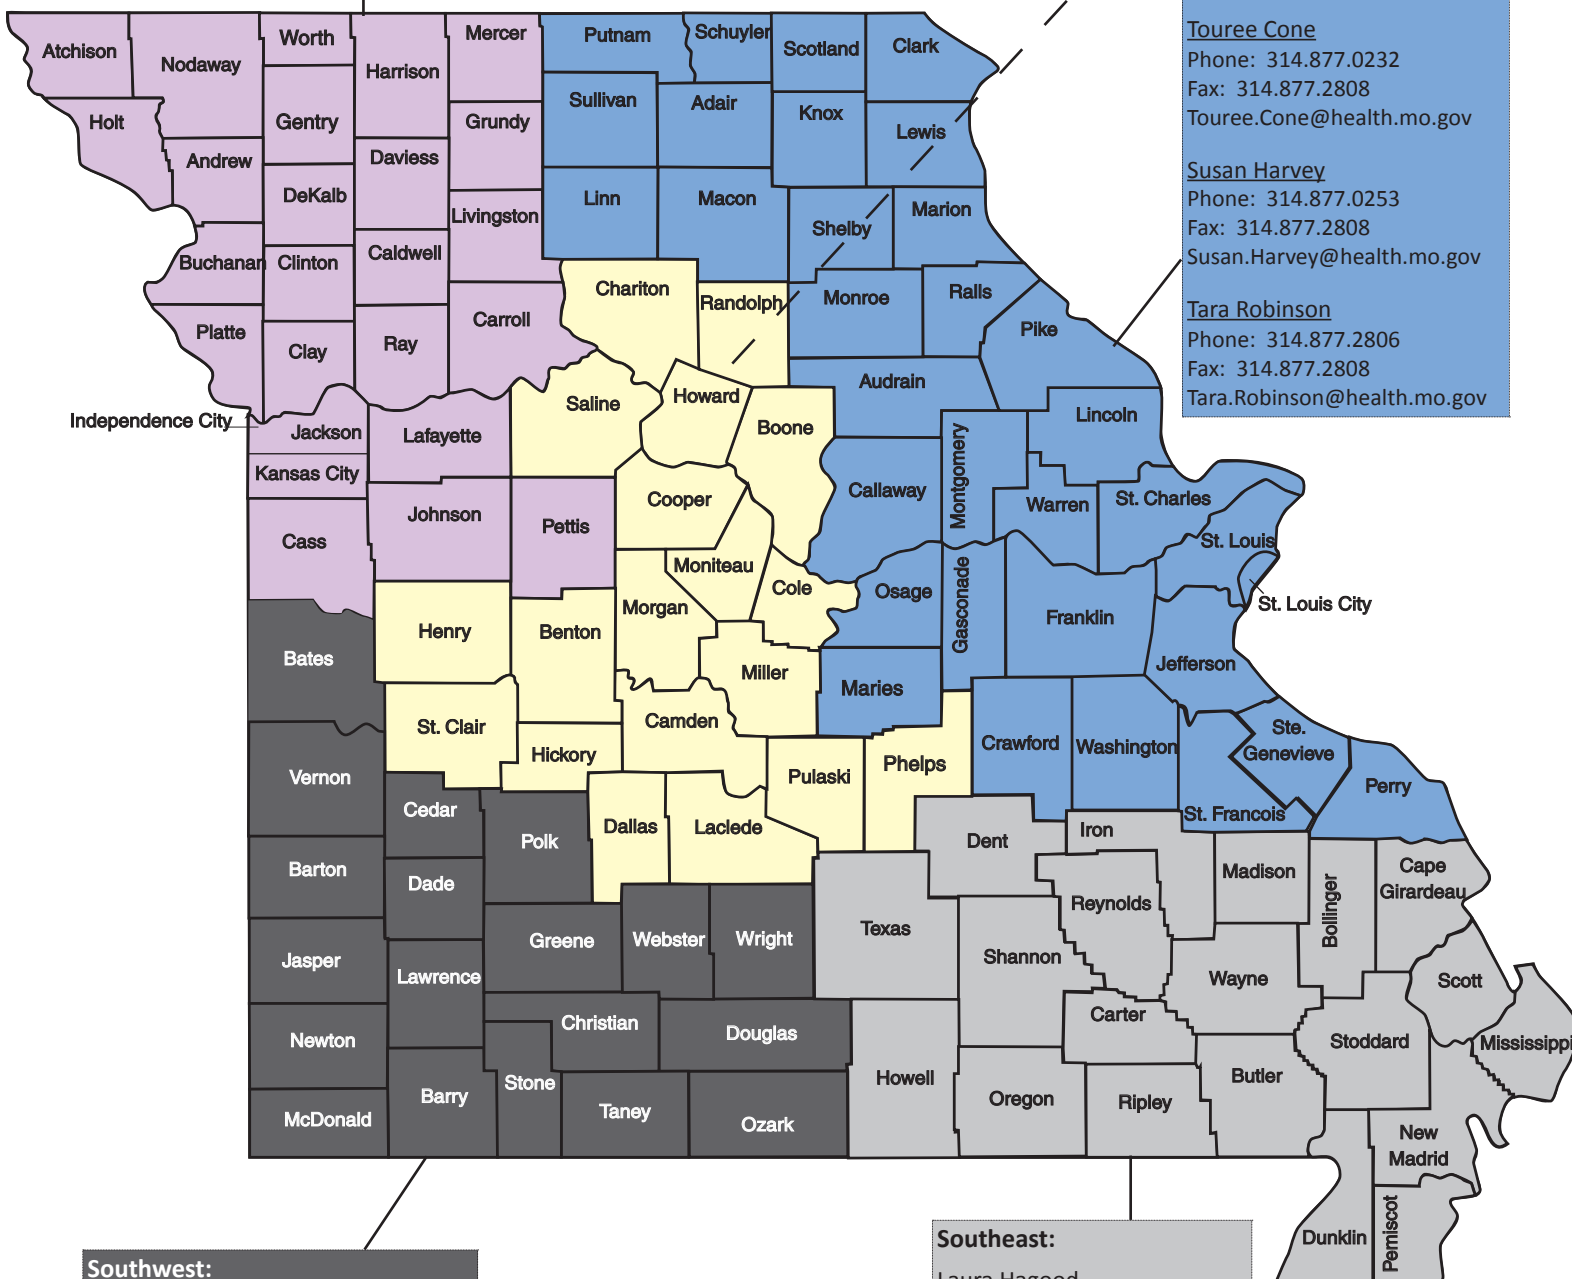 Atchison
Nodaway
Worth
Harrison
Mercer
Putnam
Schuyler
Scotland
Clark
Holt
Gentry
Grundy
Sullivan
Adair
Knox
Lewis
Andrew
DeKalb
Daviess
Livingston
Linn
Macon
Shelby
Marion
Buchanan
Clinton
Caldwell
Carroll
Chariton
Randolph
Monroe
Ralls
Pike
Platte
Clay
Ray
Saline
Howard
Boone
Audrain
Lincoln
Independence City
Jackson
Kansas City
Lafayette
Cooper
Callaway
Montgomery
Warren
St. Charles
St. Louis
St. Louis City
Cass
Johnson
Pettis
Moniteau
Morgan
Cole
Osage
Gasconade
Franklin
Jefferson
Bates
Henry
Benton
Miller
Maries
St. Clair
Hickory
Camden
Pulaski
Phelps
Crawford
Washington
Ste.
Genevieve
St. Francois
Perry
Vernon
Cedar
Polk
Dallas
Laclede
Dent
Iron
Madison
Bollinger
Cape
Girardeau
Barton
Dade
Greene
Webster
Wright
Texas
Reynolds
Shannon
Wayne
Scott
Jasper
Lawrence
Christian
Douglas
Carter
Stoddard
Mississippi
Newton
Barry
Stone
Taney
Ozark
Howell
Oregon
Ripley
Butler
McDonald
New
Madrid
Dunklin
Pemiscot
Touree Cone
Phone: 314.877.0232
Fax: 314.877.2808
Touree.Cone@health.mo.gov
Susan Harvey
Phone: 314.877.0253
Fax: 314.877.2808
Susan.Harvey@health.mo.gov
Tara Robinson
Phone: 314.877.2806
Fax: 314.877.2808
Tara.Robinson@health.mo.gov
Southwest:
Southeast:
Laura Hagood